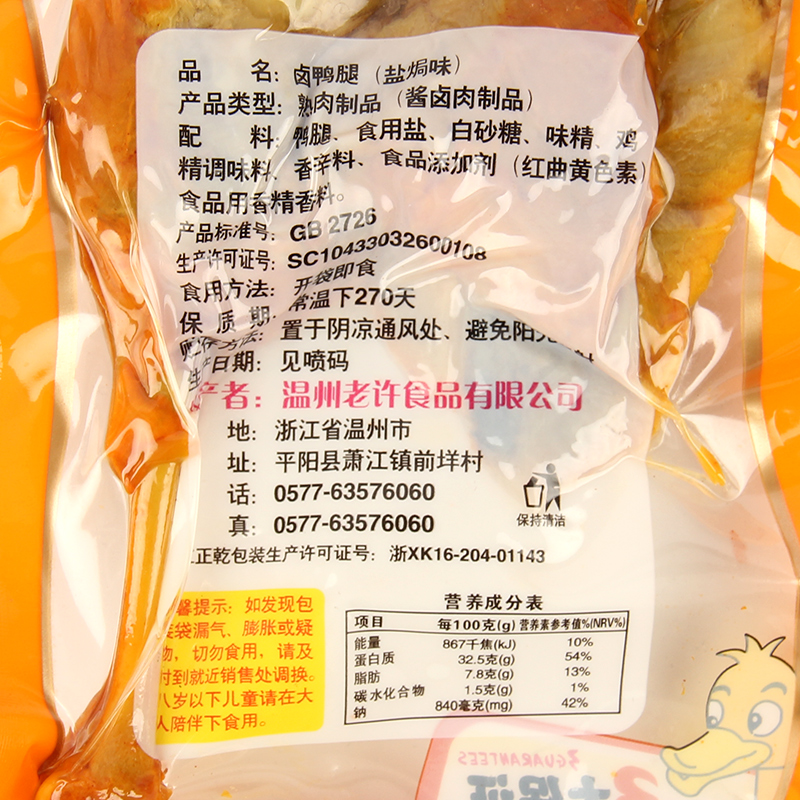 品 名：卤鸭腿（盐焗味）
产品类型：熟肉制品（酱卤肉制品）
配 料：鸭腿、食用盐、白砂糖、味精、鸡
精调味料、香辛料、食品添加剂（红曲黄色素）
食品用香精香料。
产品标准号：GB 2726
生产许可证号：SC10433032600108
食用方法：开袋即食
保 质 期：常温下270天
方法：置于阴凉通风处、避免阳光
产日期：见喷码
产者：温州老许食品有限公司
地：浙江省温州市
址：平阳县萧江镇前垟村
话：0577-63576060
真：0577-63576060
保持清洁
正乾包装生产许可证号：浙XK16-204-01143
馨提示：如发现包
装袋漏气、膨胀或疑
物，切勿食用，请及
时到就近销售处调换。
八岁以下儿童请在大
人陪伴下食用。
营养成分表
项目 每100克(g) 营养素参考值%(NRV%)
能量 867千焦(kJ) 10%
蛋白质 32.5克(g) 54%
脂肪 7.8克(g) 13%
碳水化合物 1.5克(g) 1%
钠 840毫克(mg) 42%
3GUARANTEES
3大保证